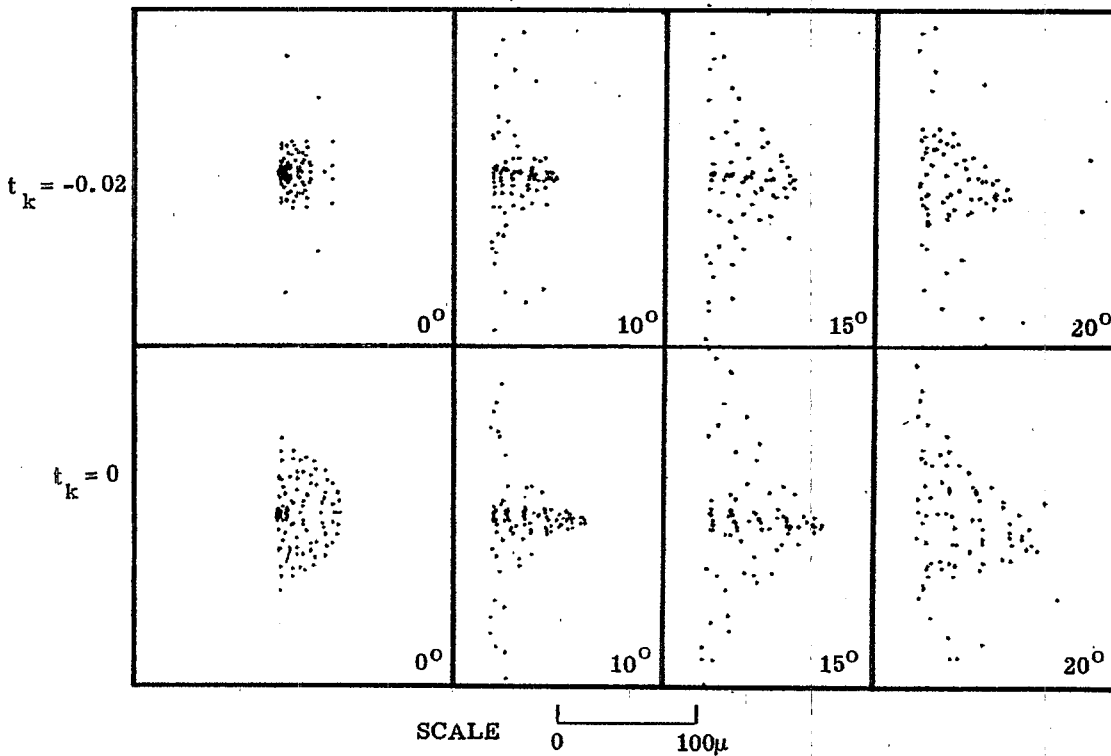 t_k = -0.02
0° 10° 15° 20°
t_k = 0
0° 10° 15° 20°
SCALE
0 100μ